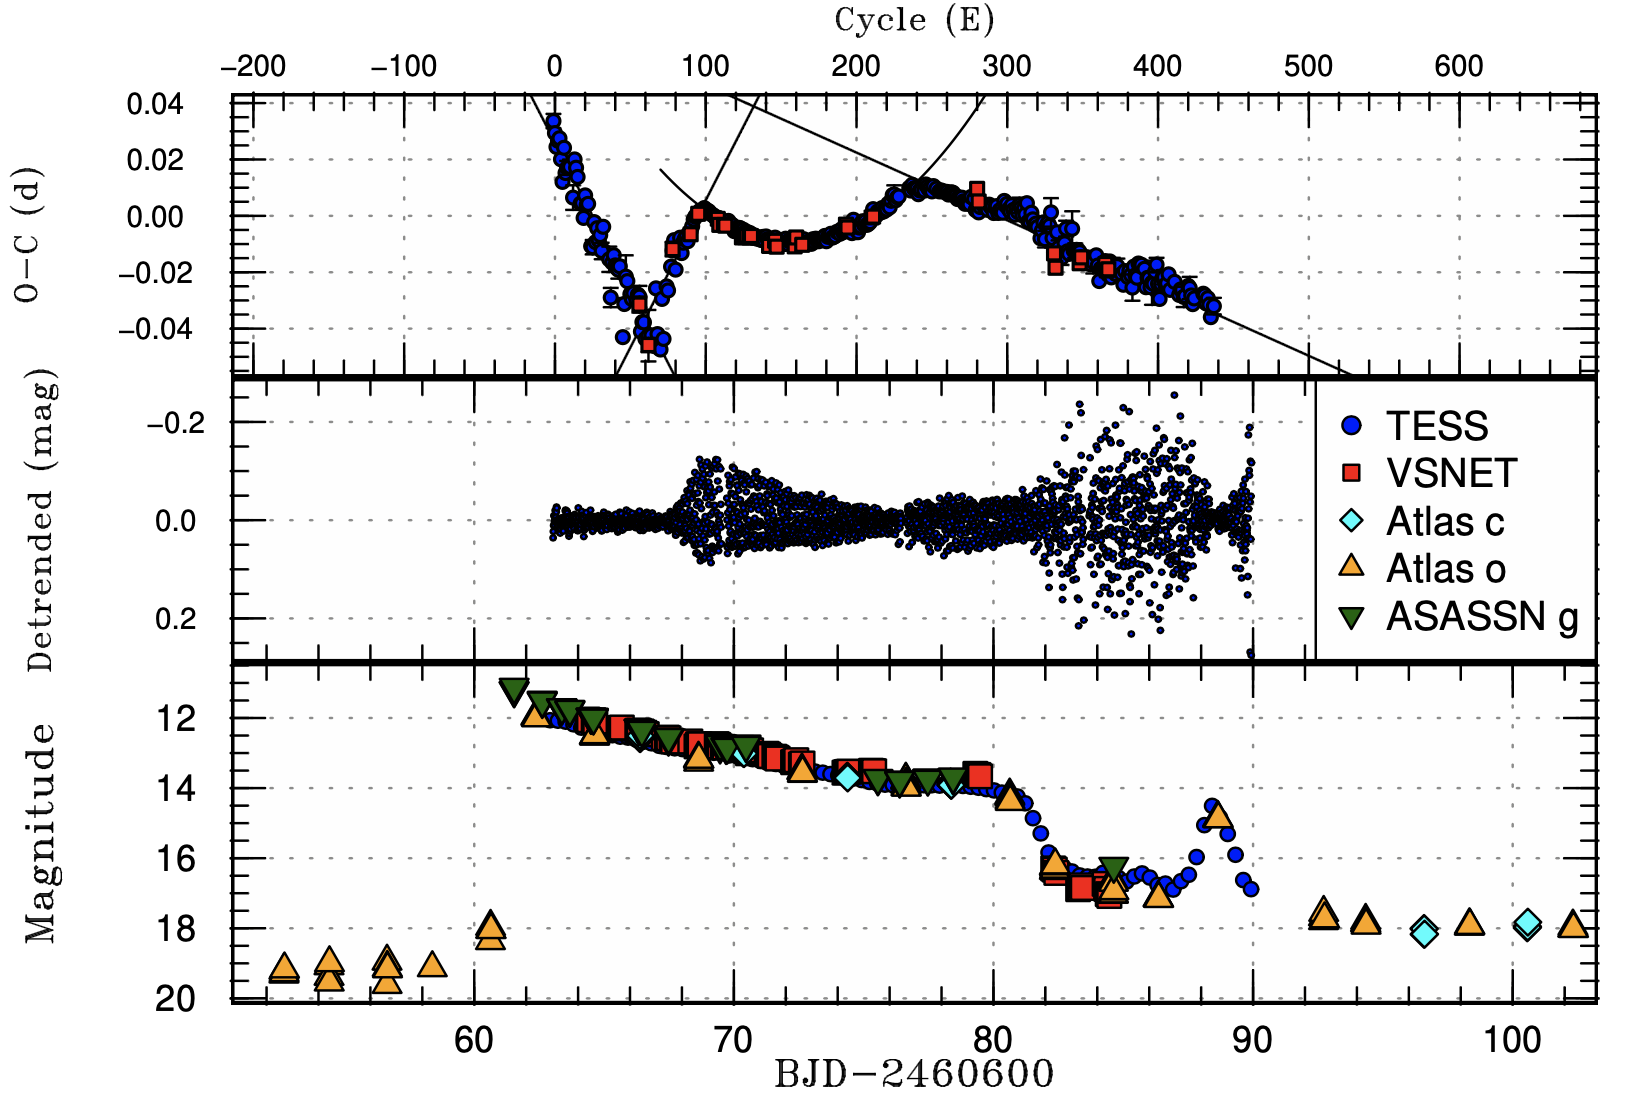 Cycle (E)
−200 −100 0 100 200 300 400 500 600
O−C (d)
0.04
0.02
0.00
−0.02
−0.04
Detrended (mag)
−0.2
0.0
0.2
TESS
VSNET
Atlas c
Atlas o
ASASSN g
Magnitude
12
14
16
18
20
60 70 80 90 100
BJD−2460600